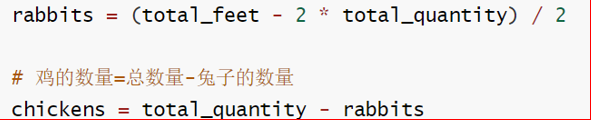 rabbits = (total_feet - 2 * total_quantity) / 2
# 鸡的数量=总数量-兔子的数量
chickens = total_quantity - rabbits